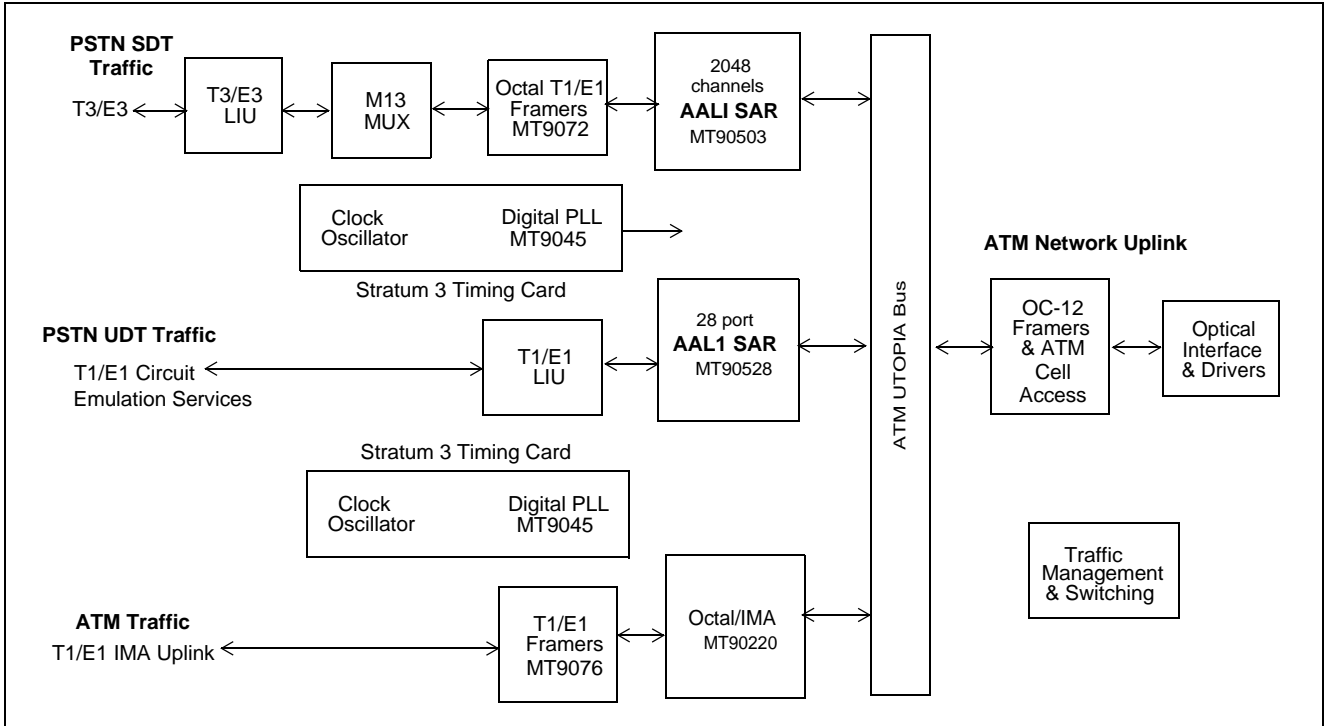 PSTN SDT
Traffic
T3/E3
T3/E3
LIU
M13
MUX
Octal T1/E1
Framers
MT9072
2048
channels
AALI SAR
MT90503
Clock
Oscillator
Digital PLL
MT9045
Stratum 3 Timing Card
PSTN UDT Traffic
T1/E1 Circuit
Emulation Services
T1/E1
LIU
28 port
AAL1 SAR
MT90528
Stratum 3 Timing Card
Clock
Oscillator
Digital PLL
MT9045
ATM Traffic
T1/E1 IMA Uplink
T1/E1
Framers
MT9076
Octal/IMA
MT90220
ATM UTOPIA Bus
ATM Network Uplink
OC-12
Framers
& ATM
Cell
Access
Optical
Interface
& Drivers
Traffic
Management
& Switching